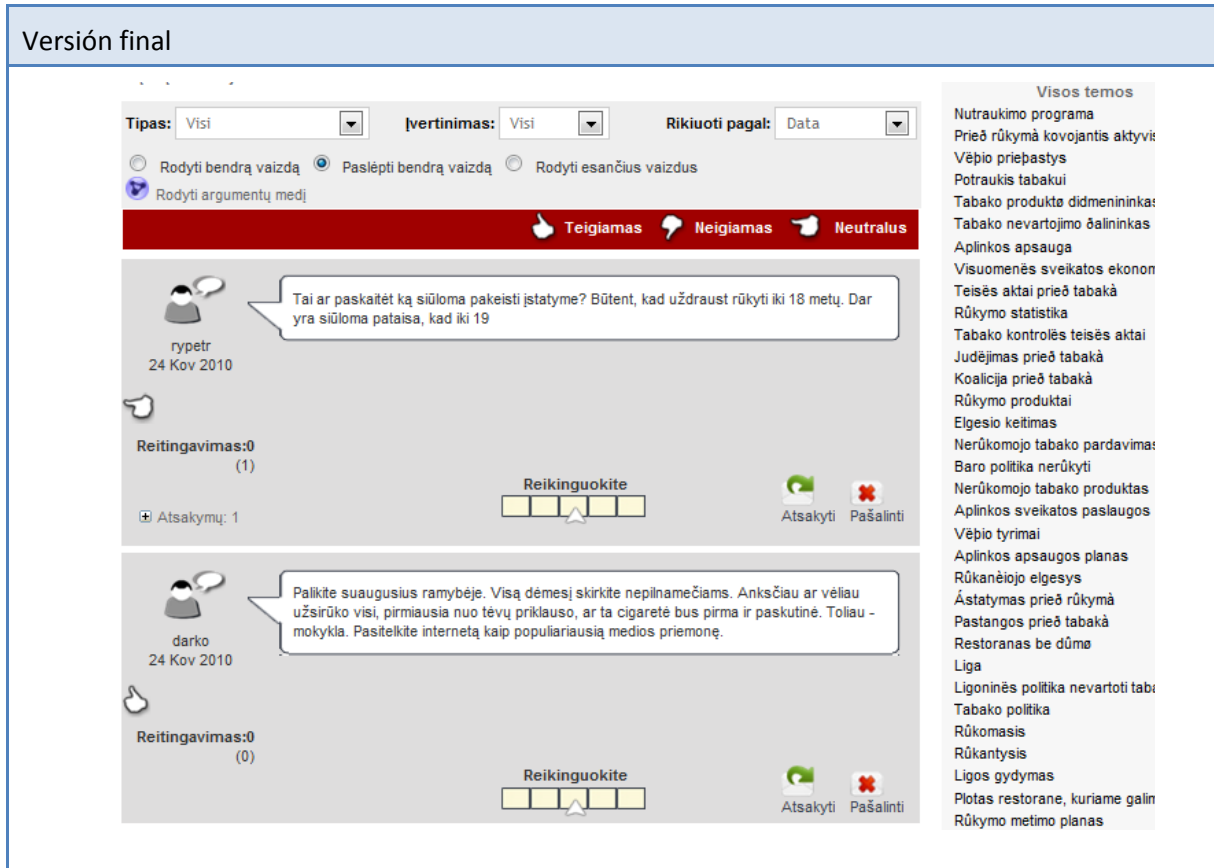 Versión final
Tipas: Visi Įvertinimas: Visi Rikiuoti pagal: Data
Rodyti bendrą vaizdą Paslėpti bendrą vaizdą Rodyti esančius vaizdus
Rodyti argumentų medį
Teigiamas Neigiamas Neutralus
Tai ar paskaitėt ką siūloma pakeisti įstatyme? Būtent, kad uždraust rūkyti iki 18 metų. Dar
yra siūloma pataisa, kad iki 19
rypetr
24 Kov 2010
Reitingavimas:0
(1)
Reikinguokite
Atsakymų: 1
Atsakyti Pašalinti
Palikite suaugusius ramybėje. Visą dėmesį skirkite nepilnamečiams. Anksčiau ar vėliau
užsirūko visi, pirmiausia nuo tėvų priklauso, ar ta cigaretė bus pirma ir paskutinė. Toliau -
mokykla. Pasitelkite internetą kaip populiariausią medios priemonę.
darko
24 Kov 2010
Reitingavimas:0
(0)
Reikinguokite
Atsakyti Pašalinti
Visos temos
Nutraukimo programa
Prieð rûkymà kovojantis aktyvis
Vëþio prieþastys
Potraukis tabakui
Tabako produktø didmenininkas
Tabako nevartojimo ðalininkas
Aplinkos apsauga
Visuomenës sveikatos ekonom
Teisës aktai prieð tabakà
Rûkymo statistika
Tabako kontrolës teisës aktai
Judëjimas prieð tabakà
Koalicija prieð tabakà
Rûkymo produktai
Elgesio keitimas
Nerûkomojo tabako pardavimas
Baro politika nerûkyti
Nerûkomojo tabako produktas
Aplinkos sveikatos paslaugos
Vëþio tyrimai
Aplinkos apsaugos planas
Rûkanèiojo elgesys
Ástatymas prieð rûkymà
Pastangos prieð tabakà
Restoranas be dûmø
Liga
Ligoninës politika nevartoti taba
Tabako politika
Rûkomasis
Rûkantysis
Ligos gydymas
Plotas restorane, kuriame galim
Rûkymo metimo planas